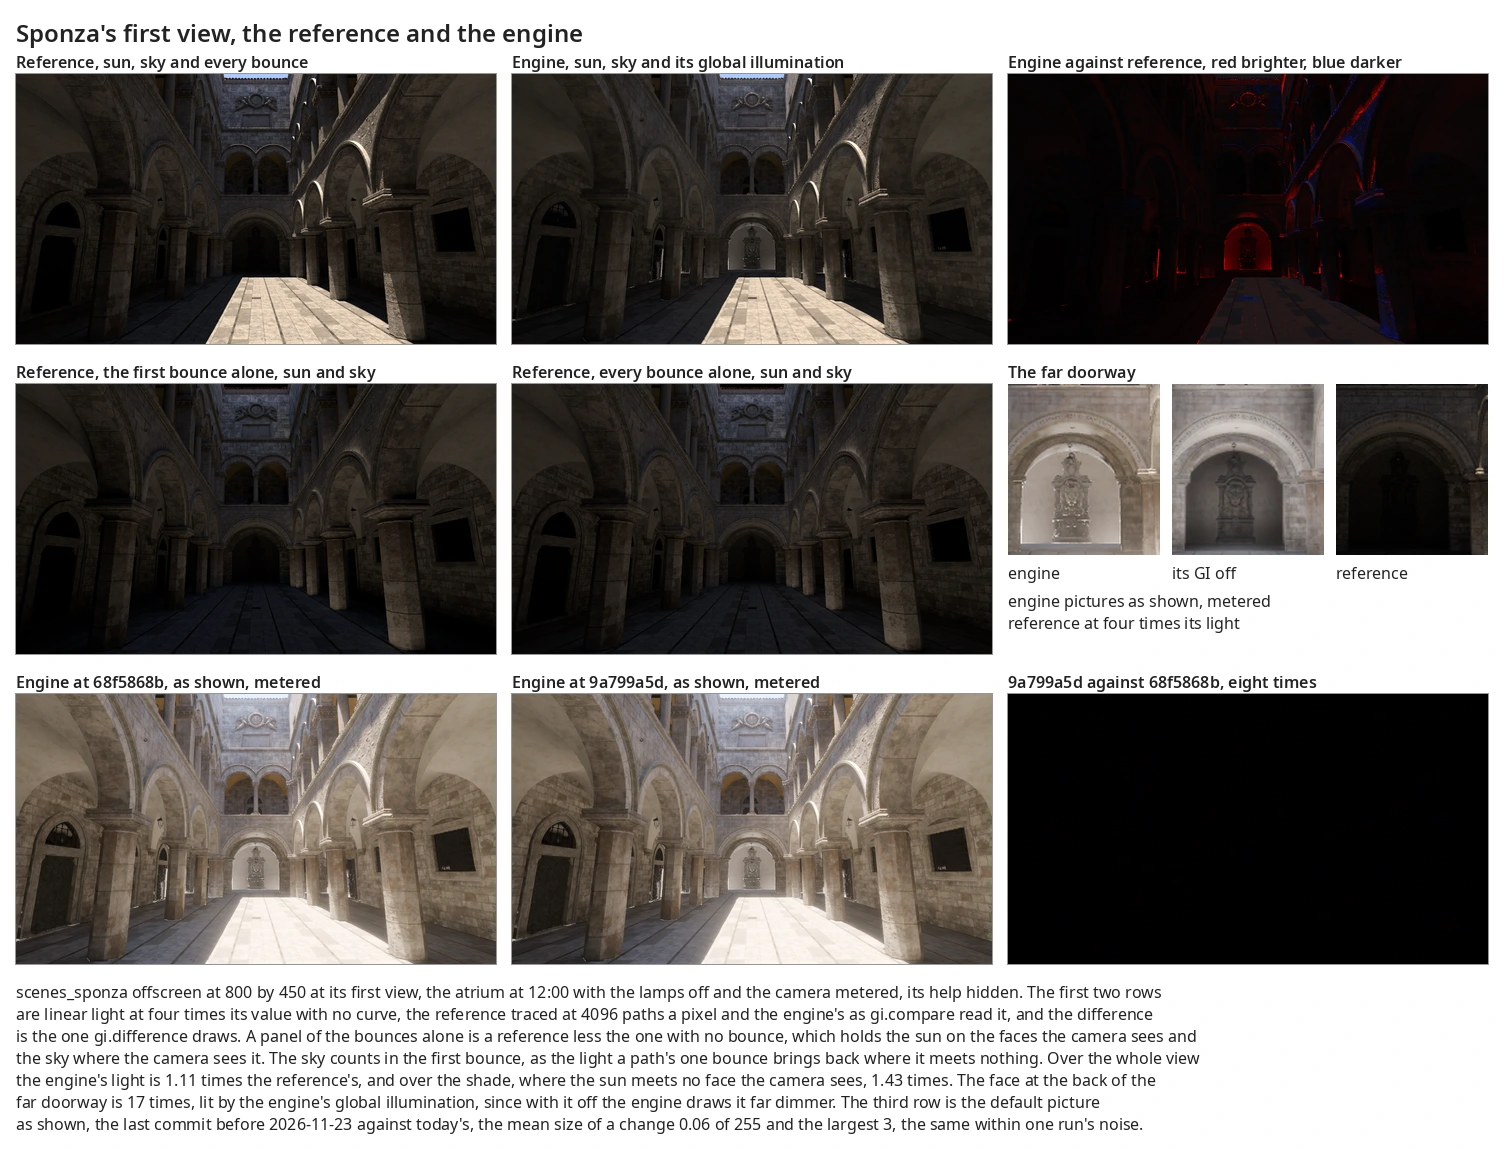 Sponza's first view, the reference and the engine
Reference, sun, sky and every bounce
Engine, sun, sky and its global illumination
Engine against reference, red brighter, blue darker
Reference, the first bounce alone, sun and sky
Reference, every bounce alone, sun and sky
The far doorway
engine
its GI off
reference
engine pictures as shown, metered
reference at four times its light
Engine at 68f5868b, as shown, metered
Engine at 9a799a5d, as shown, metered
9a799a5d against 68f5868b, eight times
scenes_sponza offscreen at 800 by 450 at its first view, the atrium at 12:00 with the lamps off and the camera metered, its help hidden. The first two rows
are linear light at four times its value with no curve, the reference traced at 4096 paths a pixel and the engine's as gi.compare read it, and the difference
is the one gi.difference draws. A panel of the bounces alone is a reference less the one with no bounce, which holds the sun on the faces the camera sees and
the sky where the camera sees it. The sky counts in the first bounce, as the light a path's one bounce brings back where it meets nothing. Over the whole view
the engine's light is 1.11 times the reference's, and over the shade, where the sun meets no face the camera sees, 1.43 times. The face at the back of the
far doorway is 17 times, lit by the engine's global illumination, since with it off the engine draws it far dimmer. The third row is the default picture
as shown, the last commit before 2026-11-23 against today's, the mean size of a change 0.06 of 255 and the largest 3, the same within one run's noise.